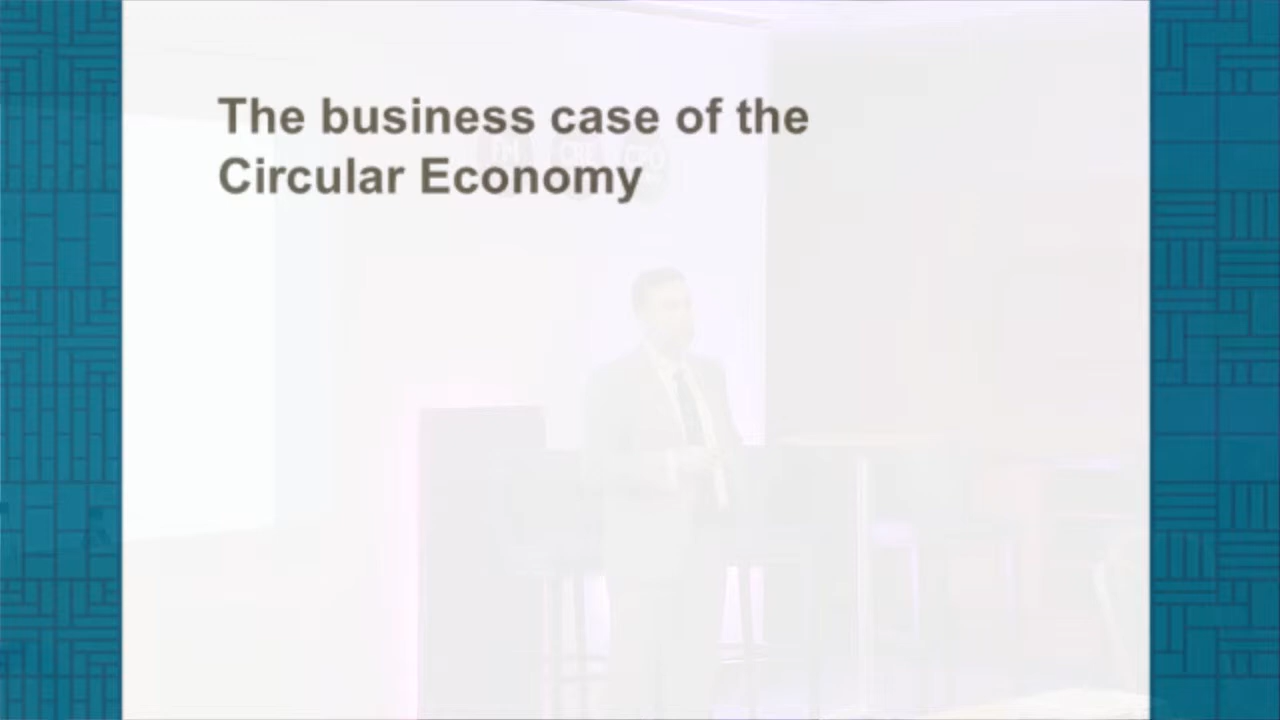 The business case of the
Circular Economy